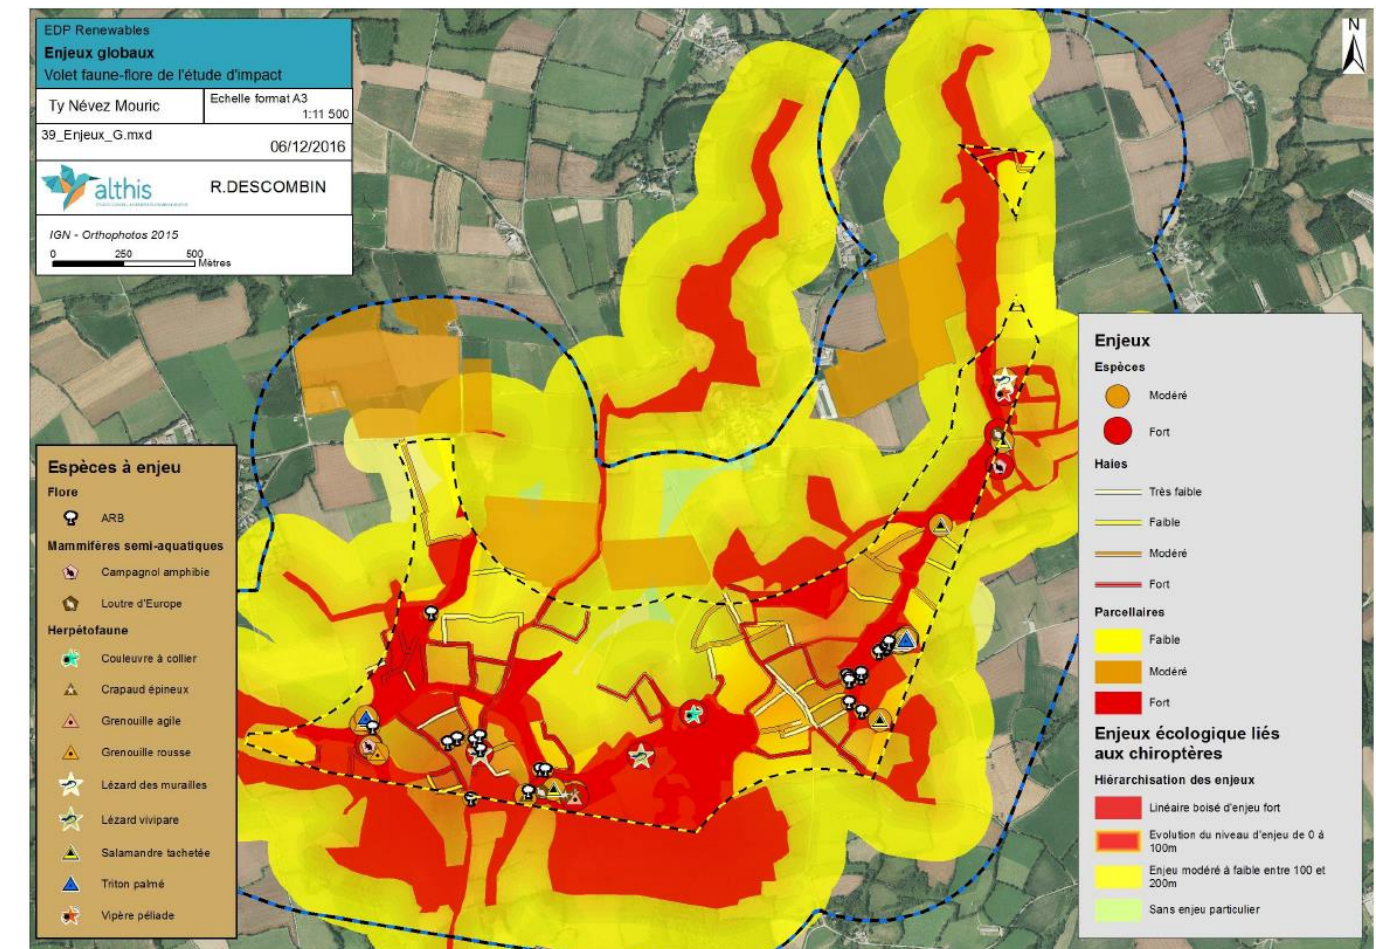 EDP Renewables
Enjeux globaux
Volet faune-flore de l'étude d'impact
Ty Névez Mouric
Echelle format A3
1:11 500
39_Enjeux_G.mxd
06/12/2016
althis
R.DESCOMBIN
IGN - Orthophotos 2015
0 250 500
Mètres
N
Espèces à enjeu
Flore
ARB
Mammifères semi-aquatiques
Campagnol amphibie
Loutre d'Europe
Herpétofaune
Couleuvre à collier
Crapaud épineux
Grenouille agile
Grenouille rousse
Lézard des murailles
Lézard vivipare
Salamandre tachetée
Triton palmé
Vipère péliade
Enjeux
Espèces
Modéré
Fort
Haies
Très faible
Faible
Modéré
Fort
Parcellaires
Faible
Modéré
Fort
Enjeux écologique liés
aux chiroptères
Hiérarchisation des enjeux
Linéaire boisé d'enjeu fort
Evolution du niveau d'enjeu de 0 à
100m
Enjeu modéré à faible entre 100 et
200m
Sans enjeu particulier